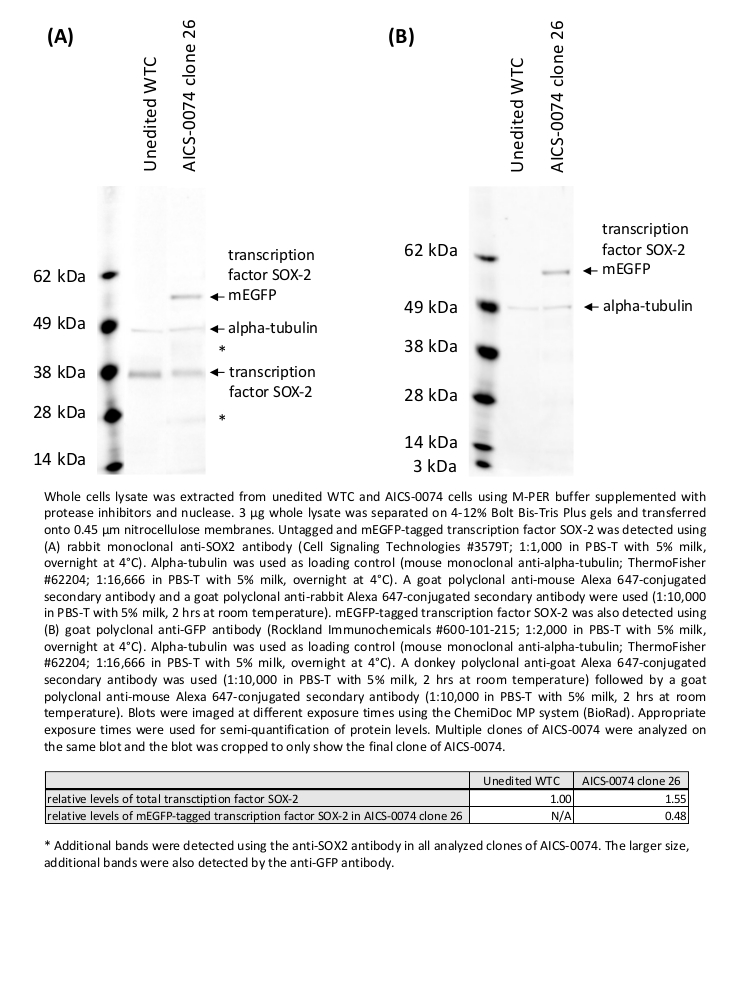 (A)
Unedited WTC
AICS-0074 clone 26
62 kDa
49 kDa
38 kDa
28 kDa
14 kDa
transcription
factor SOX-2
mEGFP
alpha-tubulin
*
transcription
factor SOX-2
*
(B)
Unedited WTC
AICS-0074 clone 26
62 kDa
49 kDa
38 kDa
28 kDa
14 kDa
3 kDa
transcription
factor SOX-2
mEGFP
alpha-tubulin
Whole cells lysate was extracted from unedited WTC and AICS-0074 cells using M-PER buffer supplemented with
protease inhibitors and nuclease. 3 µg whole lysate was separated on 4-12% Bolt Bis-Tris Plus gels and transferred
onto 0.45 µm nitrocellulose membranes. Untagged and mEGFP-tagged transcription factor SOX-2 was detected using
(A) rabbit monoclonal anti-SOX2 antibody (Cell Signaling Technologies #3579T; 1:1,000 in PBS-T with 5% milk,
overnight at 4°C). Alpha-tubulin was used as loading control (mouse monoclonal anti-alpha-tubulin; ThermoFisher
#62204; 1:16,666 in PBS-T with 5% milk, overnight at 4°C). A goat polyclonal anti-mouse Alexa 647-conjugated
secondary antibody and a goat polyclonal anti-rabbit Alexa 647-conjugated secondary antibody were used (1:10,000
in PBS-T with 5% milk, 2 hrs at room temperature). mEGFP-tagged transcription factor SOX-2 was also detected using
(B) goat polyclonal anti-GFP antibody (Rockland Immunochemicals #600-101-215; 1:2,000 in PBS-T with 5% milk,
overnight at 4°C). Alpha-tubulin was used as loading control (mouse monoclonal anti-alpha-tubulin; ThermoFisher
#62204; 1:16,666 in PBS-T with 5% milk, overnight at 4°C). A donkey polyclonal anti-goat Alexa 647-conjugated
secondary antibody was used (1:10,000 in PBS-T with 5% milk, 2 hrs at room temperature) followed by a goat
polyclonal anti-mouse Alexa 647-conjugated secondary antibody (1:10,000 in PBS-T with 5% milk, 2 hrs at room
temperature). Blots were imaged at different exposure times using the ChemiDoc MP system (BioRad). Appropriate
exposure times were used for semi-quantification of protein levels. Multiple clones of AICS-0074 were analyzed on
the same blot and the blot was cropped to only show the final clone of AICS-0074.
Unedited WTC AICS-0074 clone 26
relative levels of total transctiption factor SOX-2 1.00 1.55
relative levels of mEGFP-tagged transcription factor SOX-2 in AICS-0074 clone 26 N/A 0.48
* Additional bands were detected using the anti-SOX2 antibody in all analyzed clones of AICS-0074. The larger size,
additional bands were also detected by the anti-GFP antibody.